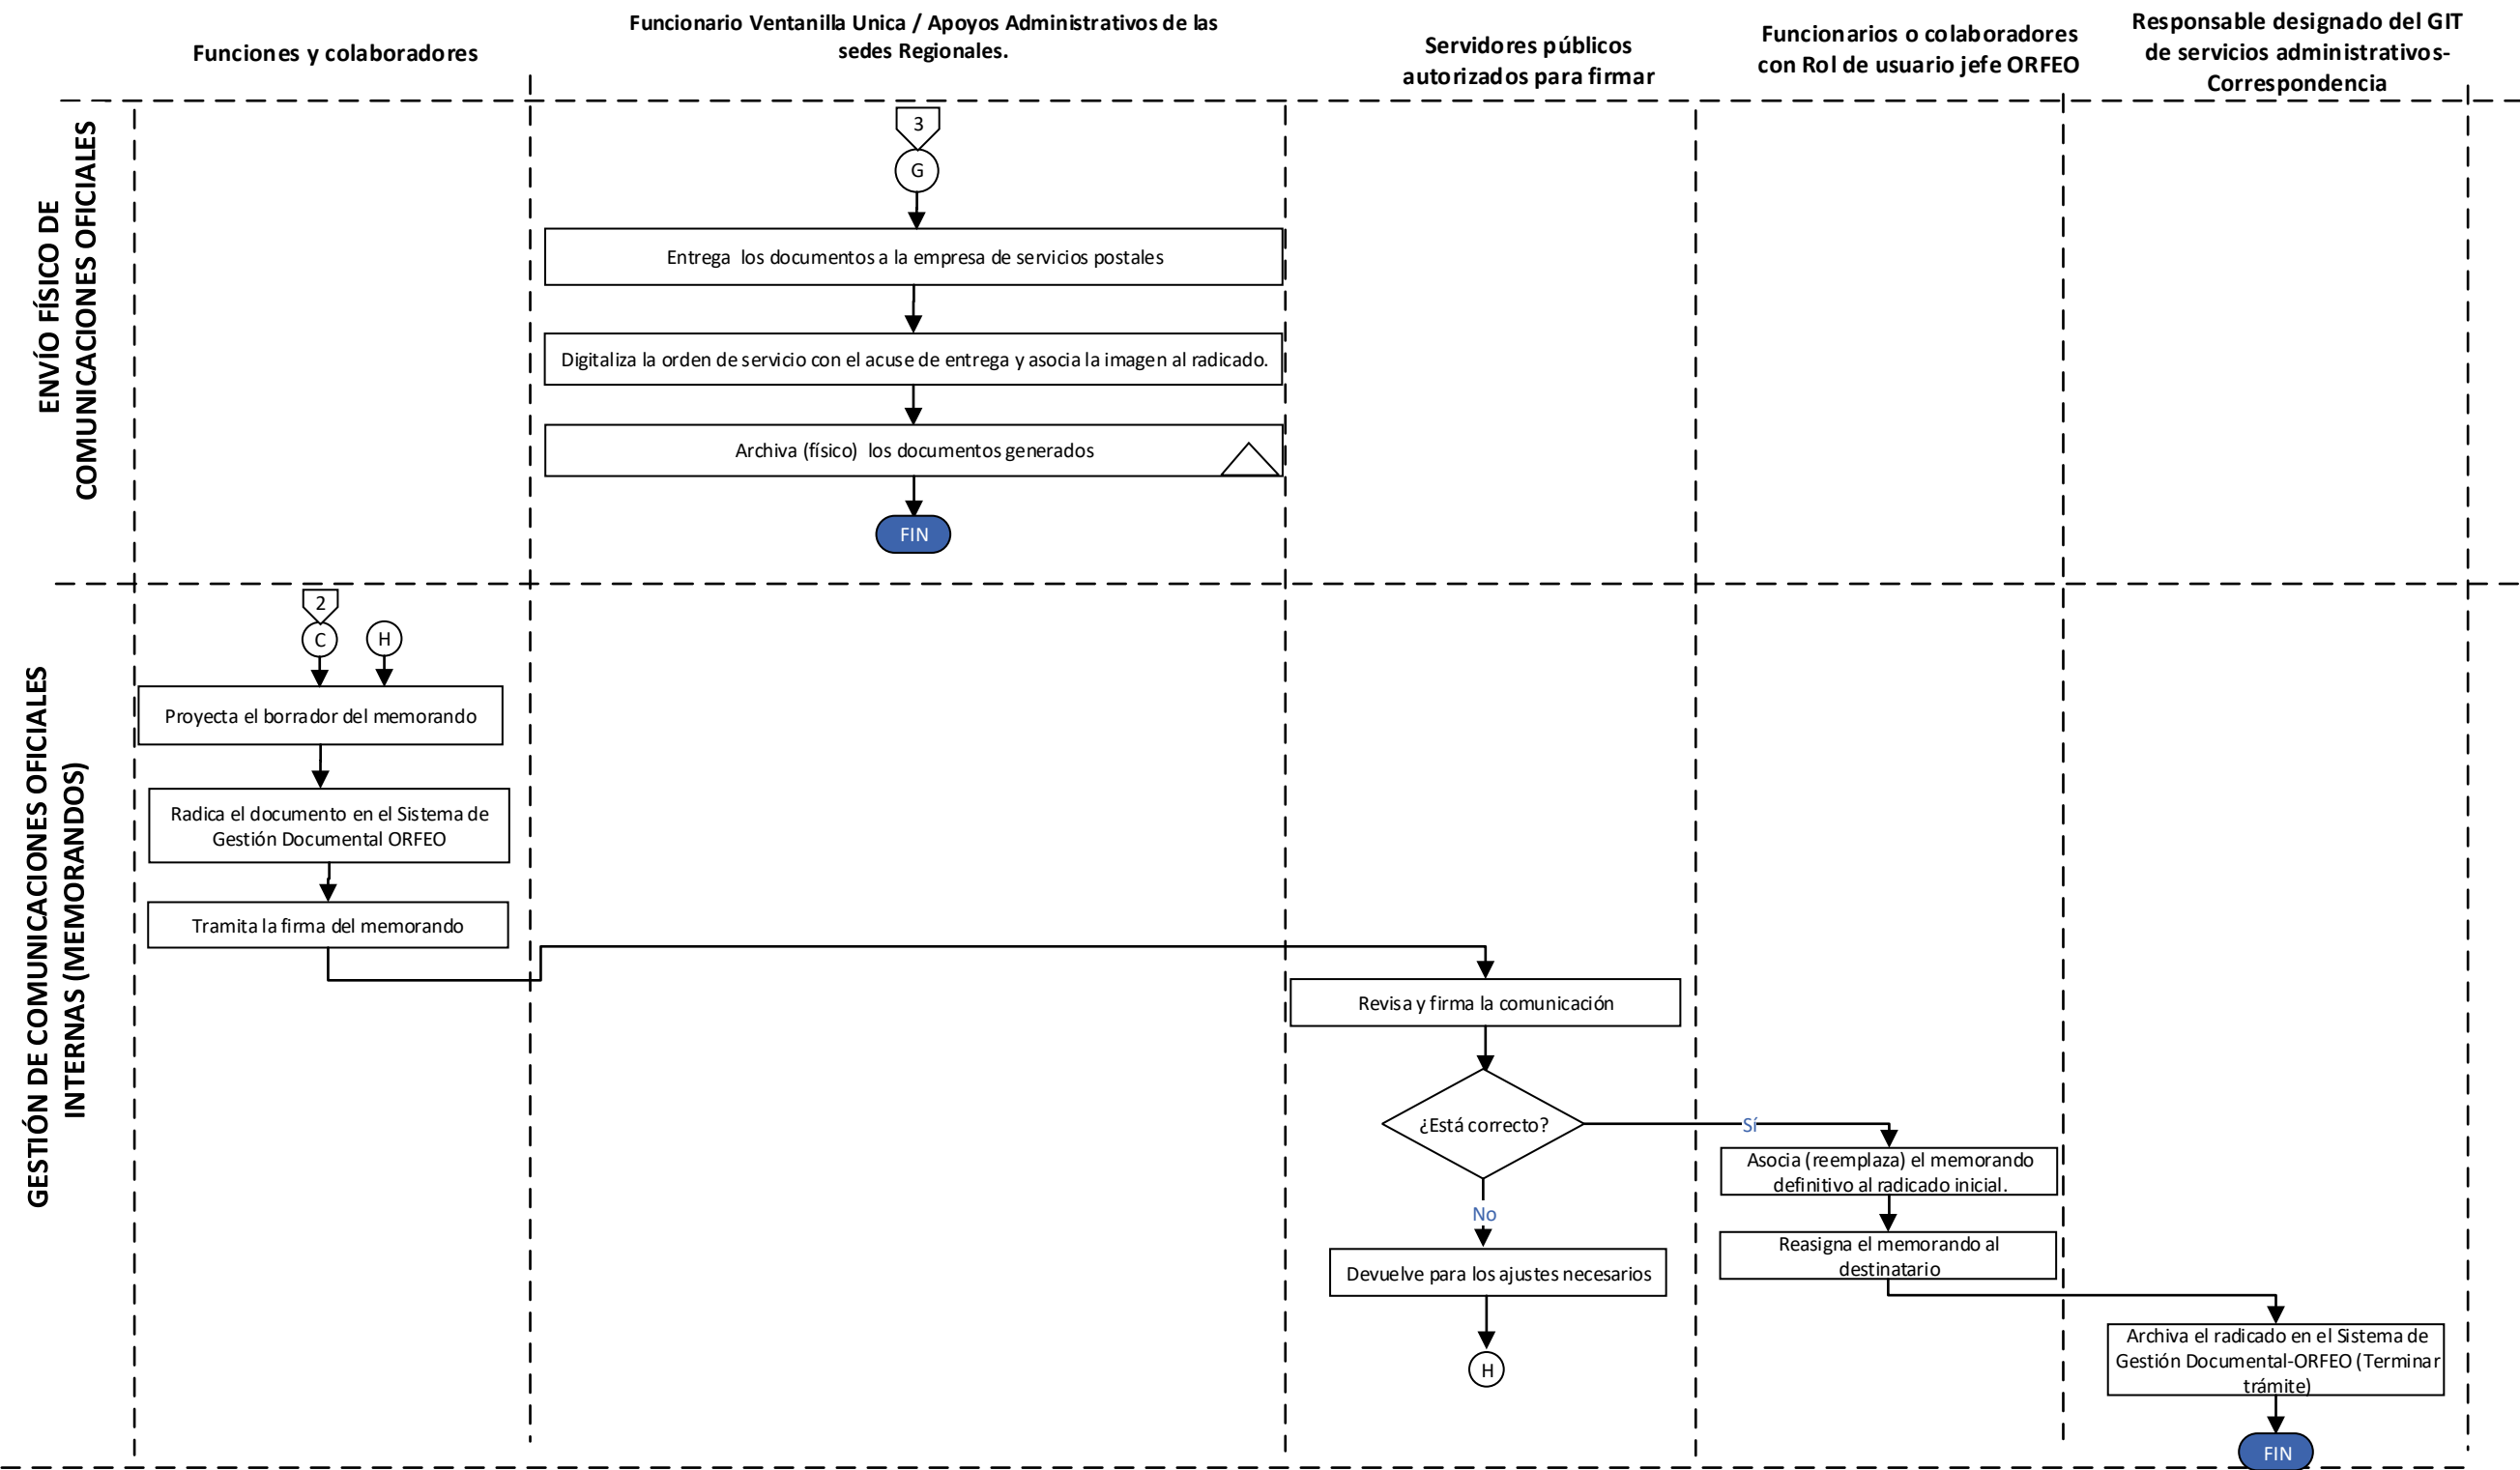 Funciones y colaboradores
Funcionario Ventanilla Unica / Apoyos Administrativos de las
sedes Regionales.
Servidores públicos
autorizados para firmar
Funcionarios o colaboradores
con Rol de usuario jefe ORFEO
Responsable designado del GIT
de servicios administrativos-
Correspondencia
ENVÍO FÍSICO DE
COMUNICACIONES OFICIALES
3
G
Entrega los documentos a la empresa de servicios postales
Digitaliza la orden de servicio con el acuse de entrega y asocia la imagen al radicado.
Archiva (físico) los documentos generados
FIN
GESTIÓN DE COMUNICACIONES OFICIALES
INTERNAS (MEMORANDOS)
2
C
H
Proyecta el borrador del memorando
Radica el documento en el Sistema de
Gestión Documental ORFEO
Tramita la firma del memorando
Revisa y firma la comunicación
¿Está correcto?
Sí
No
Devuelve para los ajustes necesarios
H
Asocia (reemplaza) el memorando
definitivo al radicado inicial.
Reasigna el memorando al
destinatario
Archiva el radicado en el Sistema de
Gestión Documental-ORFEO (Terminar
trámite)
FIN